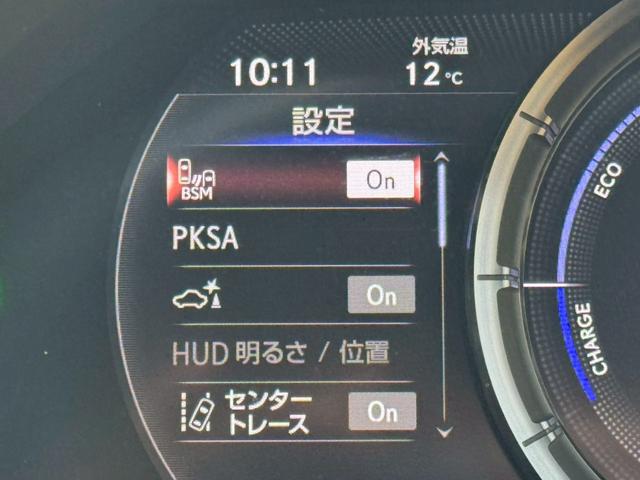 外気温
10:11 12℃
設定
BSM On
PKSA
On
HUD 明るさ / 位置
センター
トレース On
ECO
CHARGE